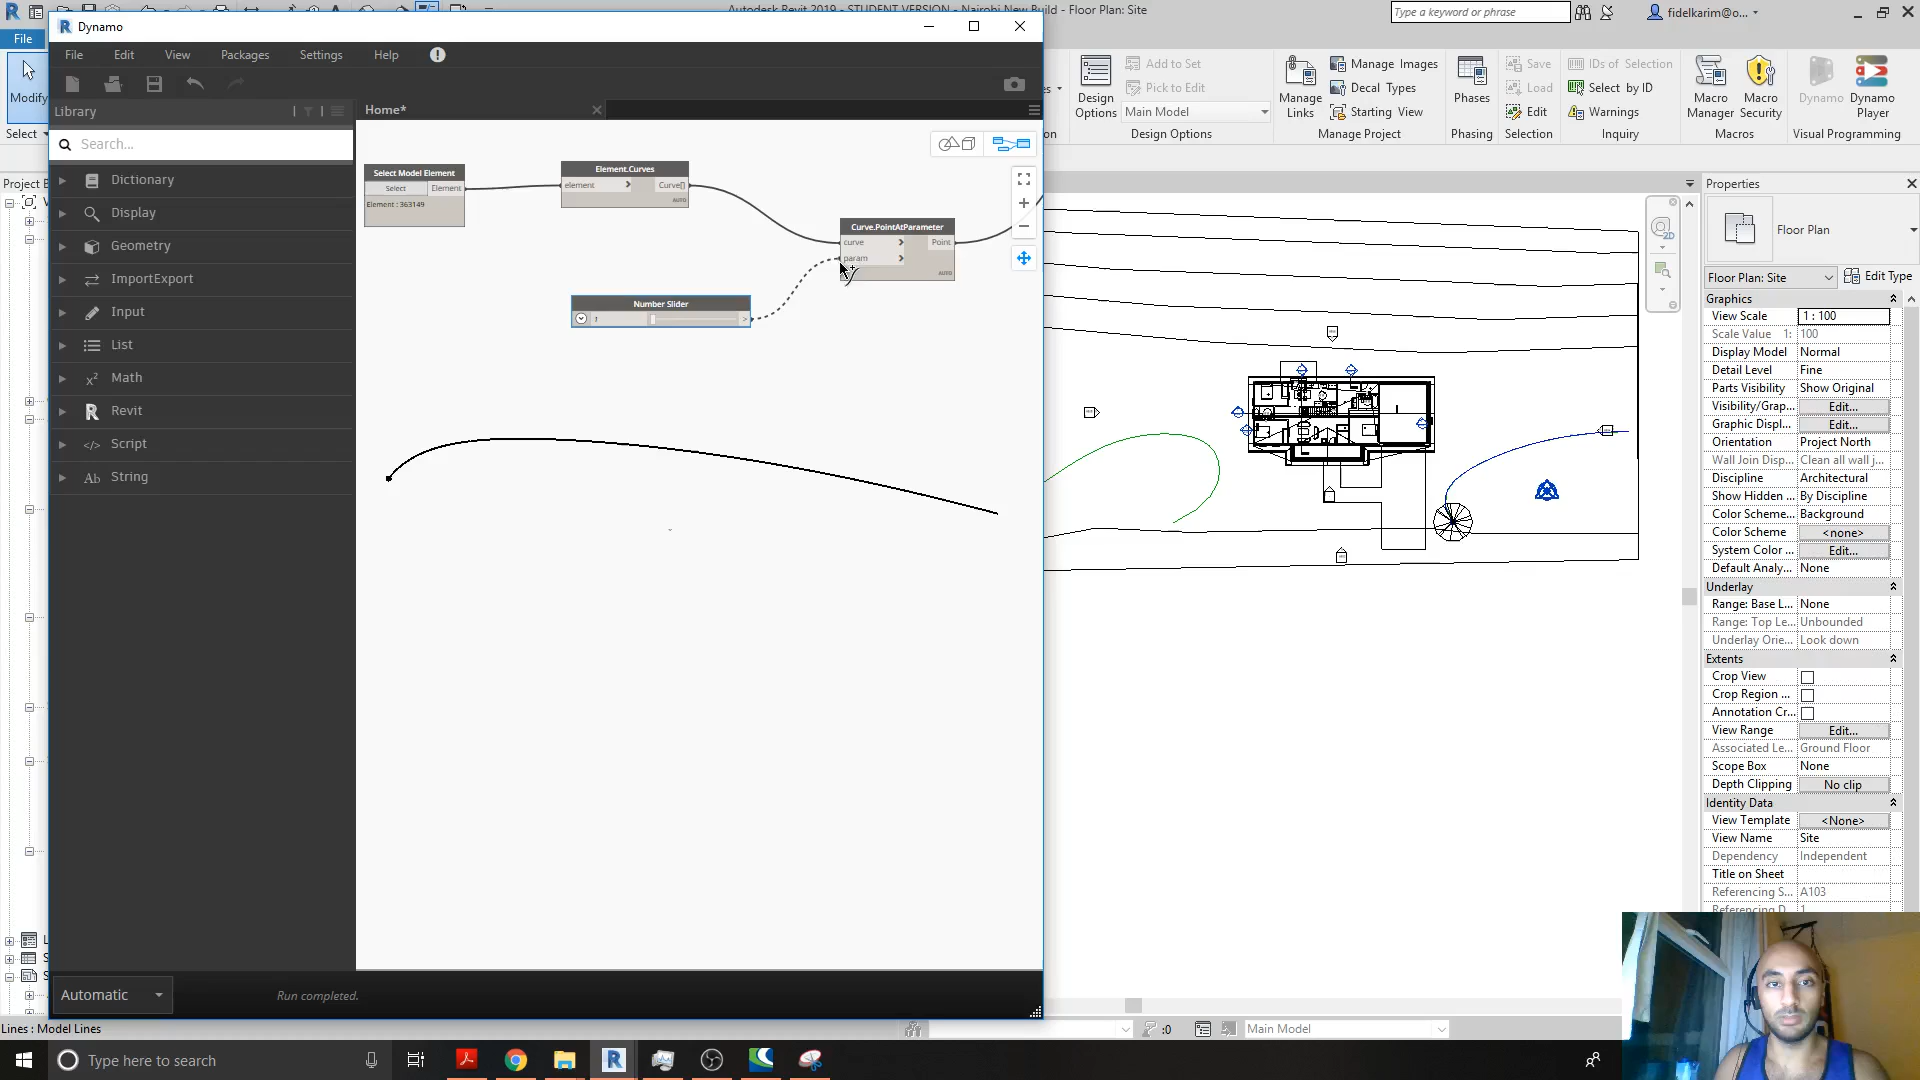 Autodesk Revit 2019 - STUDENT VERSION - Nairobi New Build - Floor Plan: Site
Type a keyword or phrase
fidelkarim@o...
File
Dynamo
File Edit View Packages Settings Help
Library
Home*
Search...
Dictionary
Display
Geometry
ImportExport
Input
List
Math
Revit
Script
String
Select Model Element
Select
Element
Element : 363149
Element.Curves
element
Curve[]
AUTO
Curve.PointAtParameter
curve
Point
param
AUTO
Number Slider
1
Automatic
Run completed.
Modify
Select
Project B
Design Options
Add to Set
Pick to Edit
Main Model
Design Options
Manage Links
Manage Images
Decal Types
Starting View
Manage Project
Phases
Phasing
Save
Load
Edit
Selection
IDs of Selection
Select by ID
Warnings
Inquiry
Macro Manager
Macro Security
Macros
Dynamo
Dynamo Player
Visual Programming
Properties
Floor Plan
Floor Plan: Site
Edit Type
Graphics
View Scale 1 : 100
Scale Value 1: 100
Display Model Normal
Detail Level Fine
Parts Visibility Show Original
Visibility/Grap... Edit...
Graphic Displ... Edit...
Orientation Project North
Wall Join Disp... Clean all wall j...
Discipline Architectural
Show Hidden ... By Discipline
Color Scheme... Background
Color Scheme <none>
System Color ... Edit...
Default Analy... None
Underlay
Range: Base L... None
Range: Top Le... Unbounded
Underlay Orie... Look down
Extents
Crop View
Crop Region ...
Annotation Cr...
View Range Edit...
Associated Le... Ground Floor
Scope Box None
Depth Clipping No clip
Identity Data
View Template <None>
View Name Site
Dependency Independent
Title on Sheet
Referencing S... A103
Referencing D... 1
Lines : Model Lines
:0
Main Model
Type here to search